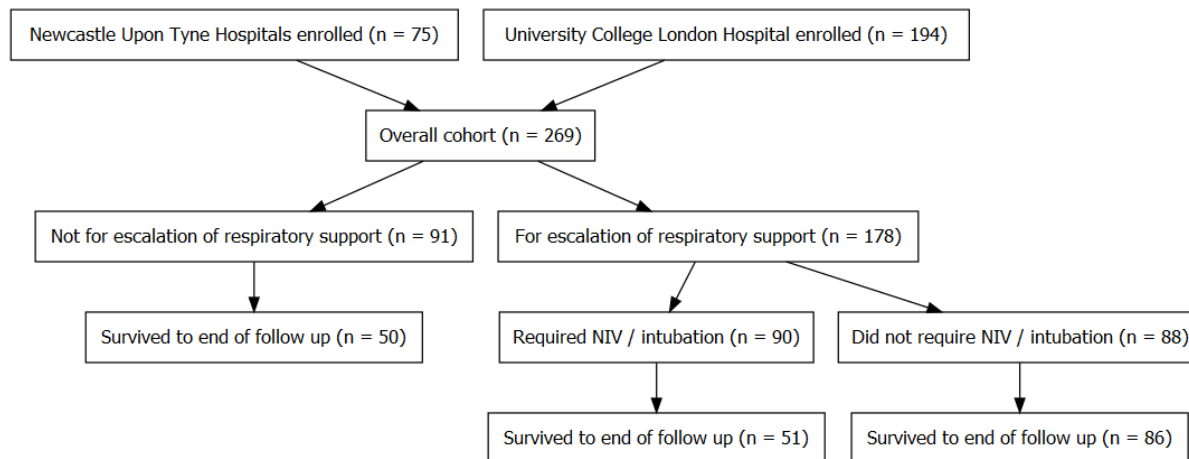 Newcastle Upon Tyne Hospitals enrolled (n = 75)
University College London Hospital enrolled (n = 194)
Overall cohort (n = 269)
Not for escalation of respiratory support (n = 91)
For escalation of respiratory support (n = 178)
Survived to end of follow up (n = 50)
Required NIV / intubation (n = 90)
Did not require NIV / intubation (n = 88)
Survived to end of follow up (n = 51)
Survived to end of follow up (n = 86)